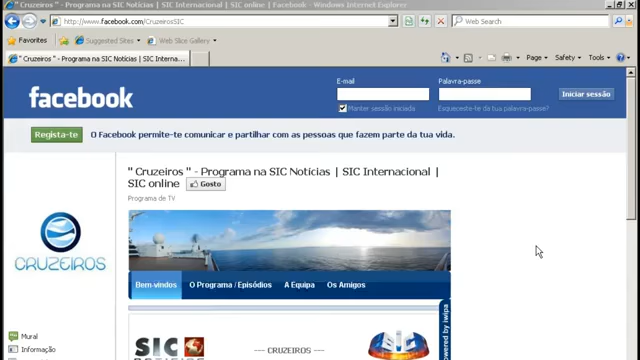 " Cruzeiros " - Programa na SIC Notícias | SIC Internacional | SIC online | Facebook - Windows Internet Explorer
http://www.facebook.com/CruzeirosSIC
Web Search
Favorites
Suggested Sites
Web Slice Gallery
" Cruzeiros " - Programa na SIC Notícias | SIC Interna...
Page
Safety
Tools
facebook
E-mail
Palavra-passe
Iniciar sessão
Manter sessão iniciada
Esqueceste-te da tua palavra-passe?
Regista-te
O Facebook permite-te comunicar e partilhar com as pessoas que fazem parte da tua vida.
" Cruzeiros " - Programa na SIC Notícias | SIC Internacional |
SIC online
Gosto
Programa de TV
CRUZEIROS
Bem-vindos
O Programa / Episódios
A Equipa
Os Amigos
Mural
Informação
SIC
--- CRUZEIROS ---
SIC
powered by iwipa